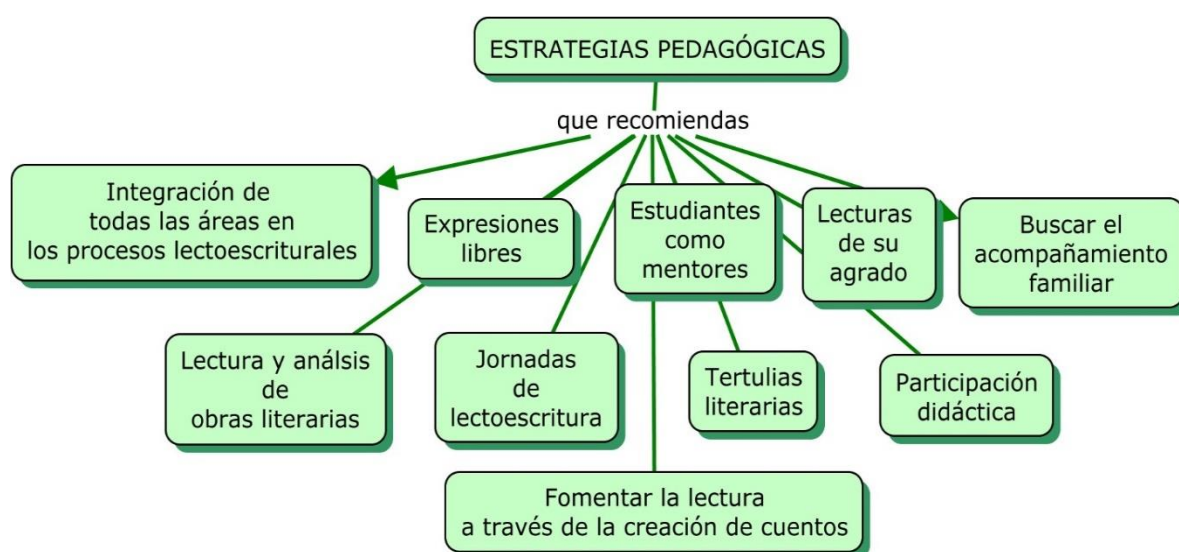 ESTRATEGIAS PEDAGÓGICAS
que recomiendas
Integración de
todas las áreas en
los procesos lectoescriturales
Expresiones
libres
Estudiantes
como
mentores
Lecturas
de su
agrado
Buscar el
acompañamiento
familiar
Lectura y análsis
de
obras literarias
Jornadas
de
lectoescritura
Tertulias
literarias
Participación
didáctica
Fomentar la lectura
a través de la creación de cuentos